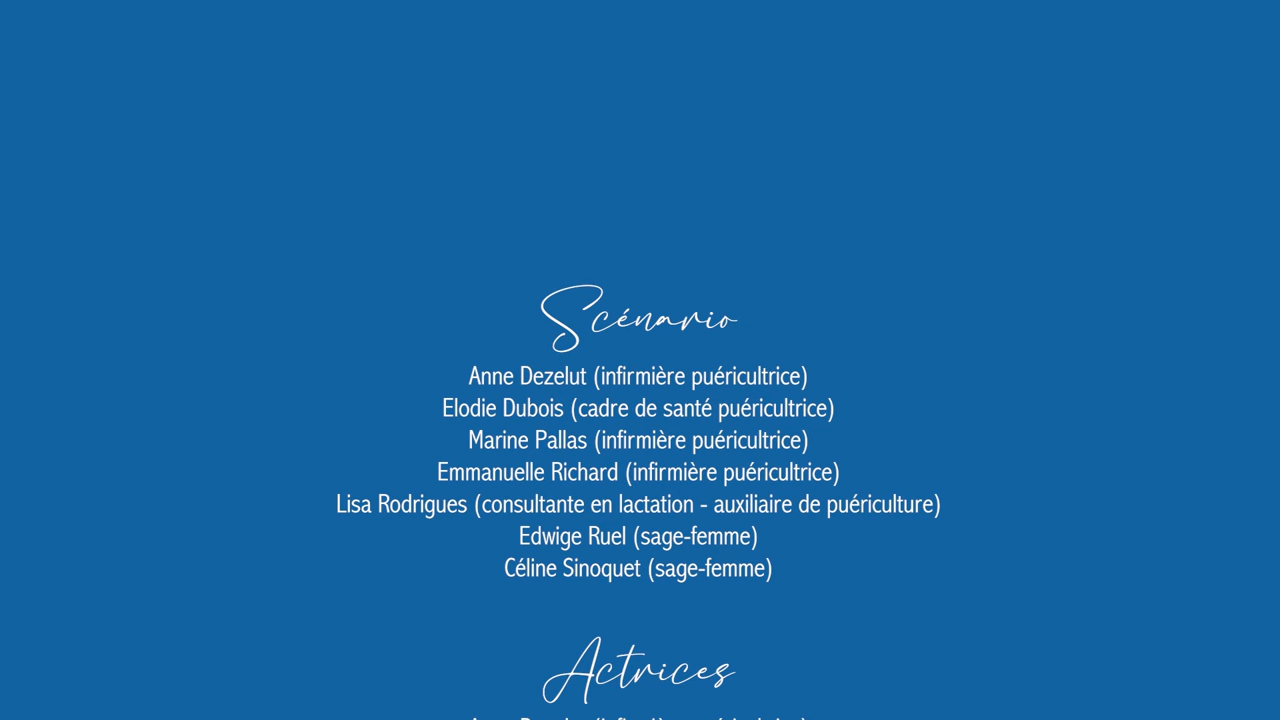 Scénario
Anne Dezelut (infirmière puéricultrice)
Elodie Dubois (cadre de santé puéricultrice)
Marine Pallas (infirmière puéricultrice)
Emmanuelle Richard (infirmière puéricultrice)
Lisa Rodrigues (consultante en lactation - auxiliaire de puériculture)
Edwige Ruel (sage-femme)
Céline Sinoquet (sage-femme)
Actrices